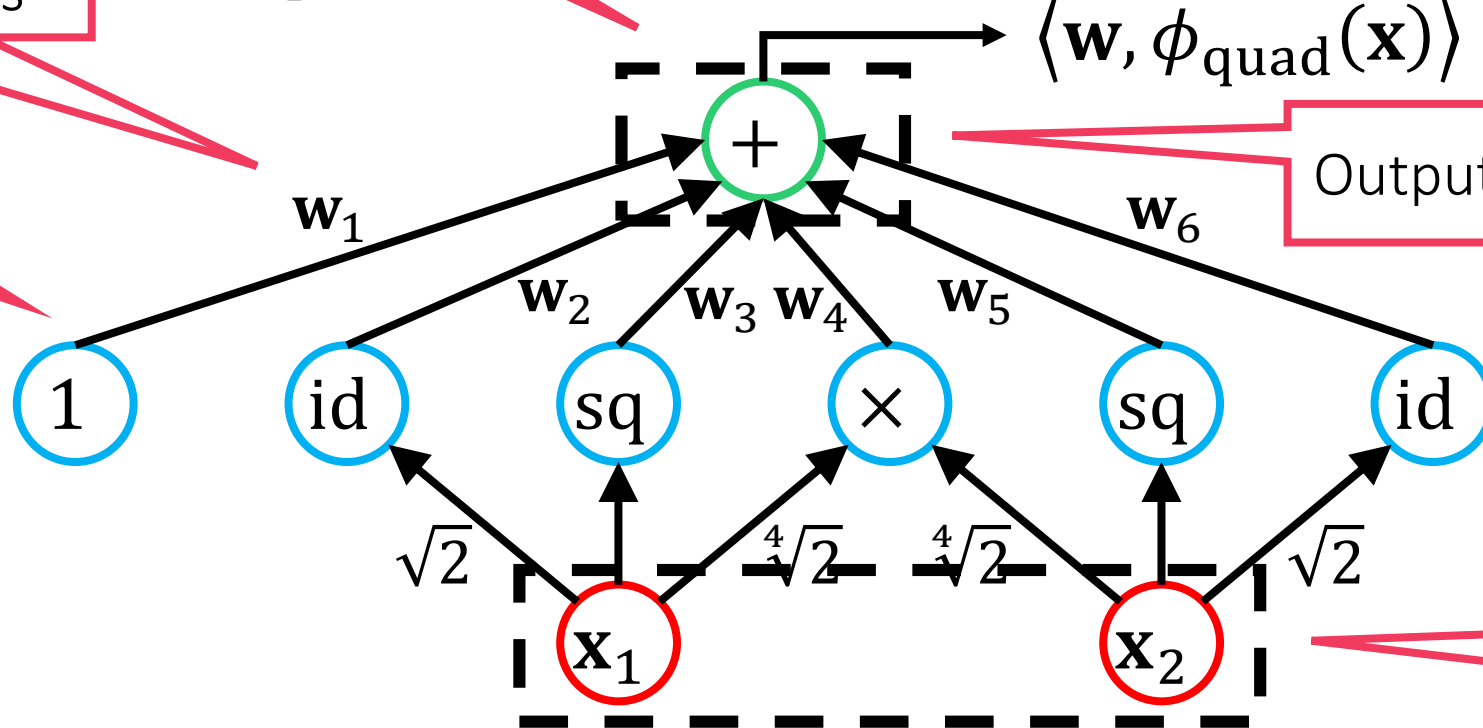 s
⟨𝐰, ϕquad(𝐱)⟩
+
Output
𝐰₁
𝐰₆
𝐰₂
𝐰₃
𝐰₄
𝐰₅
1
id
sq
×
sq
id
√2
∜2
∜2
√2
𝐱₁
𝐱₂